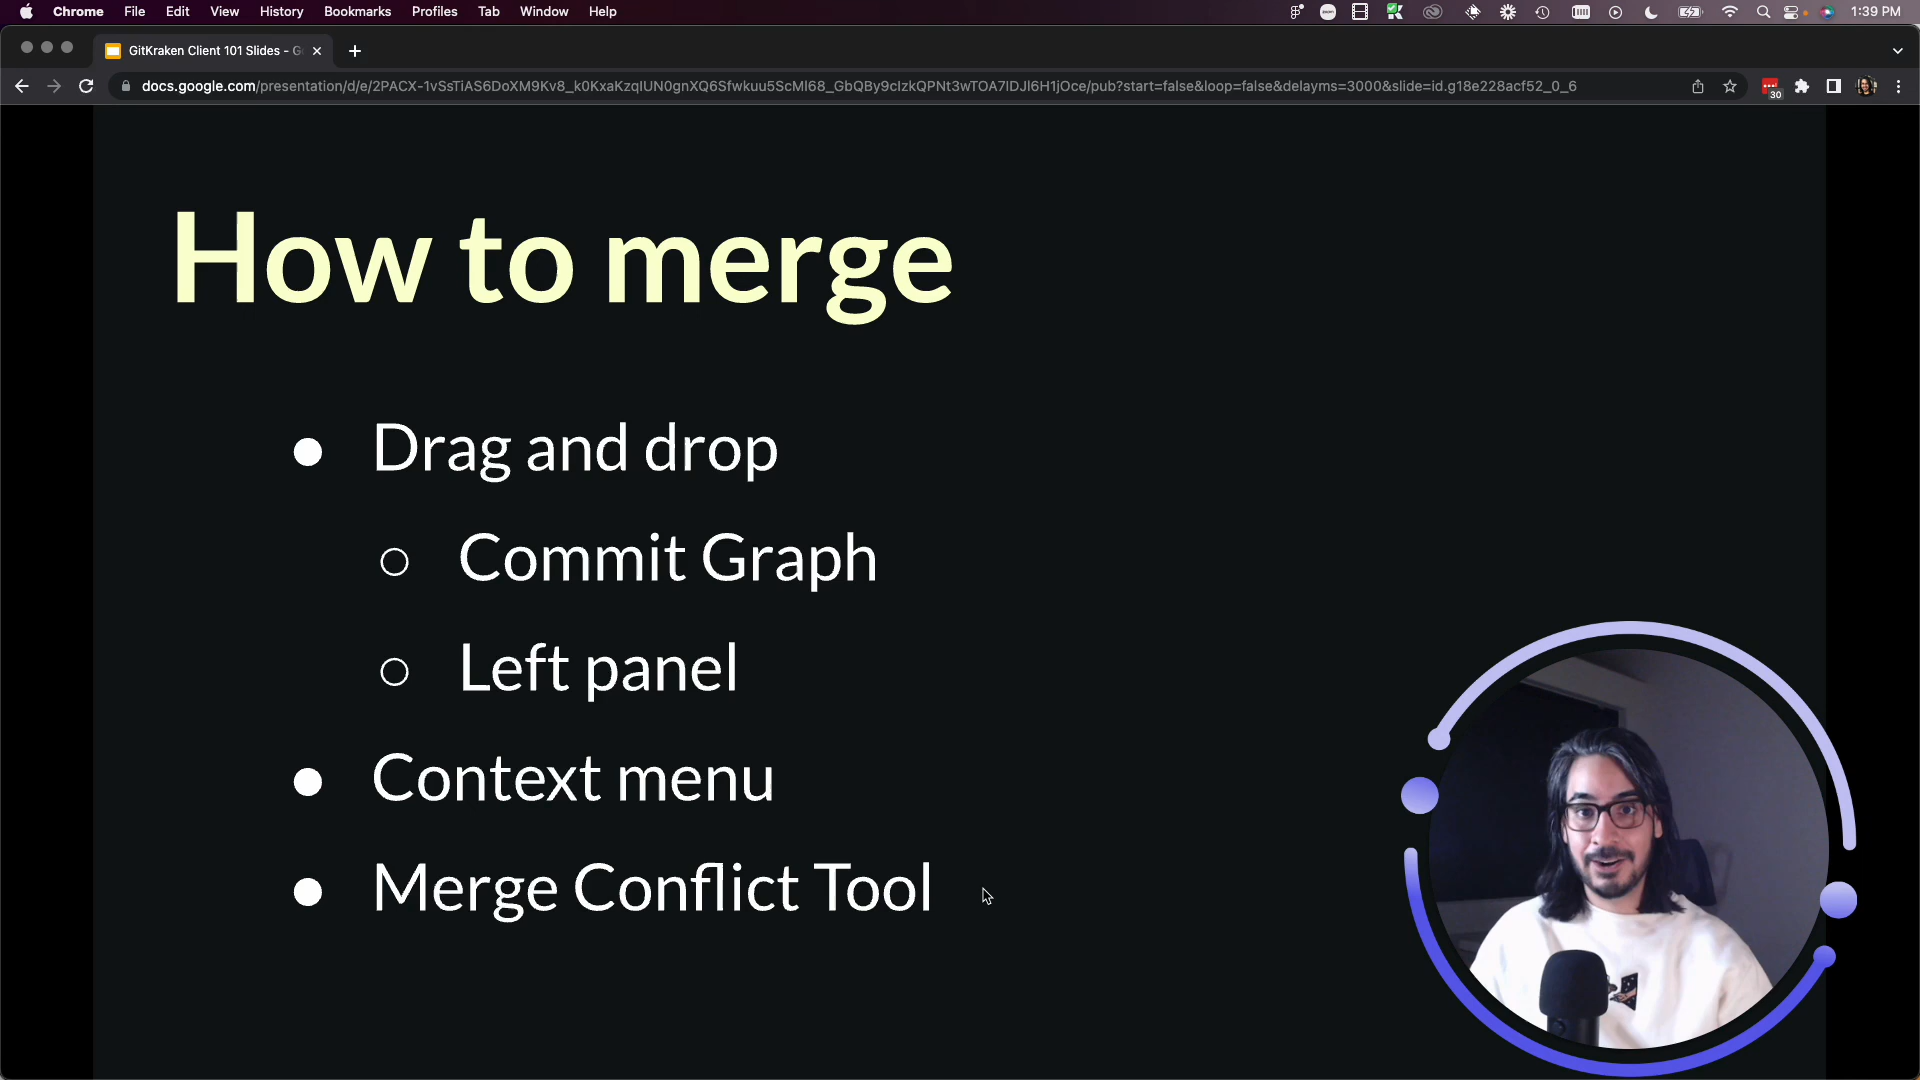 Chrome File Edit View History Bookmarks Profiles Tab Window Help 1:39 PM
GitKraken Client 101 Slides - G
docs.google.com/presentation/d/e/2PACX-1vSsTiAS6DoXM9Kv8_k0KxaKzqIUN0gnXQ6Sfwkuu5ScMl68_GbQBy9cIzkQPNt3wTOA7IDJl6H1jOce/pub?start=false&loop=false&delayms=3000&slide=id.g18e228acf52_0_6
30
How to merge
● Drag and drop
○ Commit Graph
○ Left panel
● Context menu
● Merge Conflict Tool